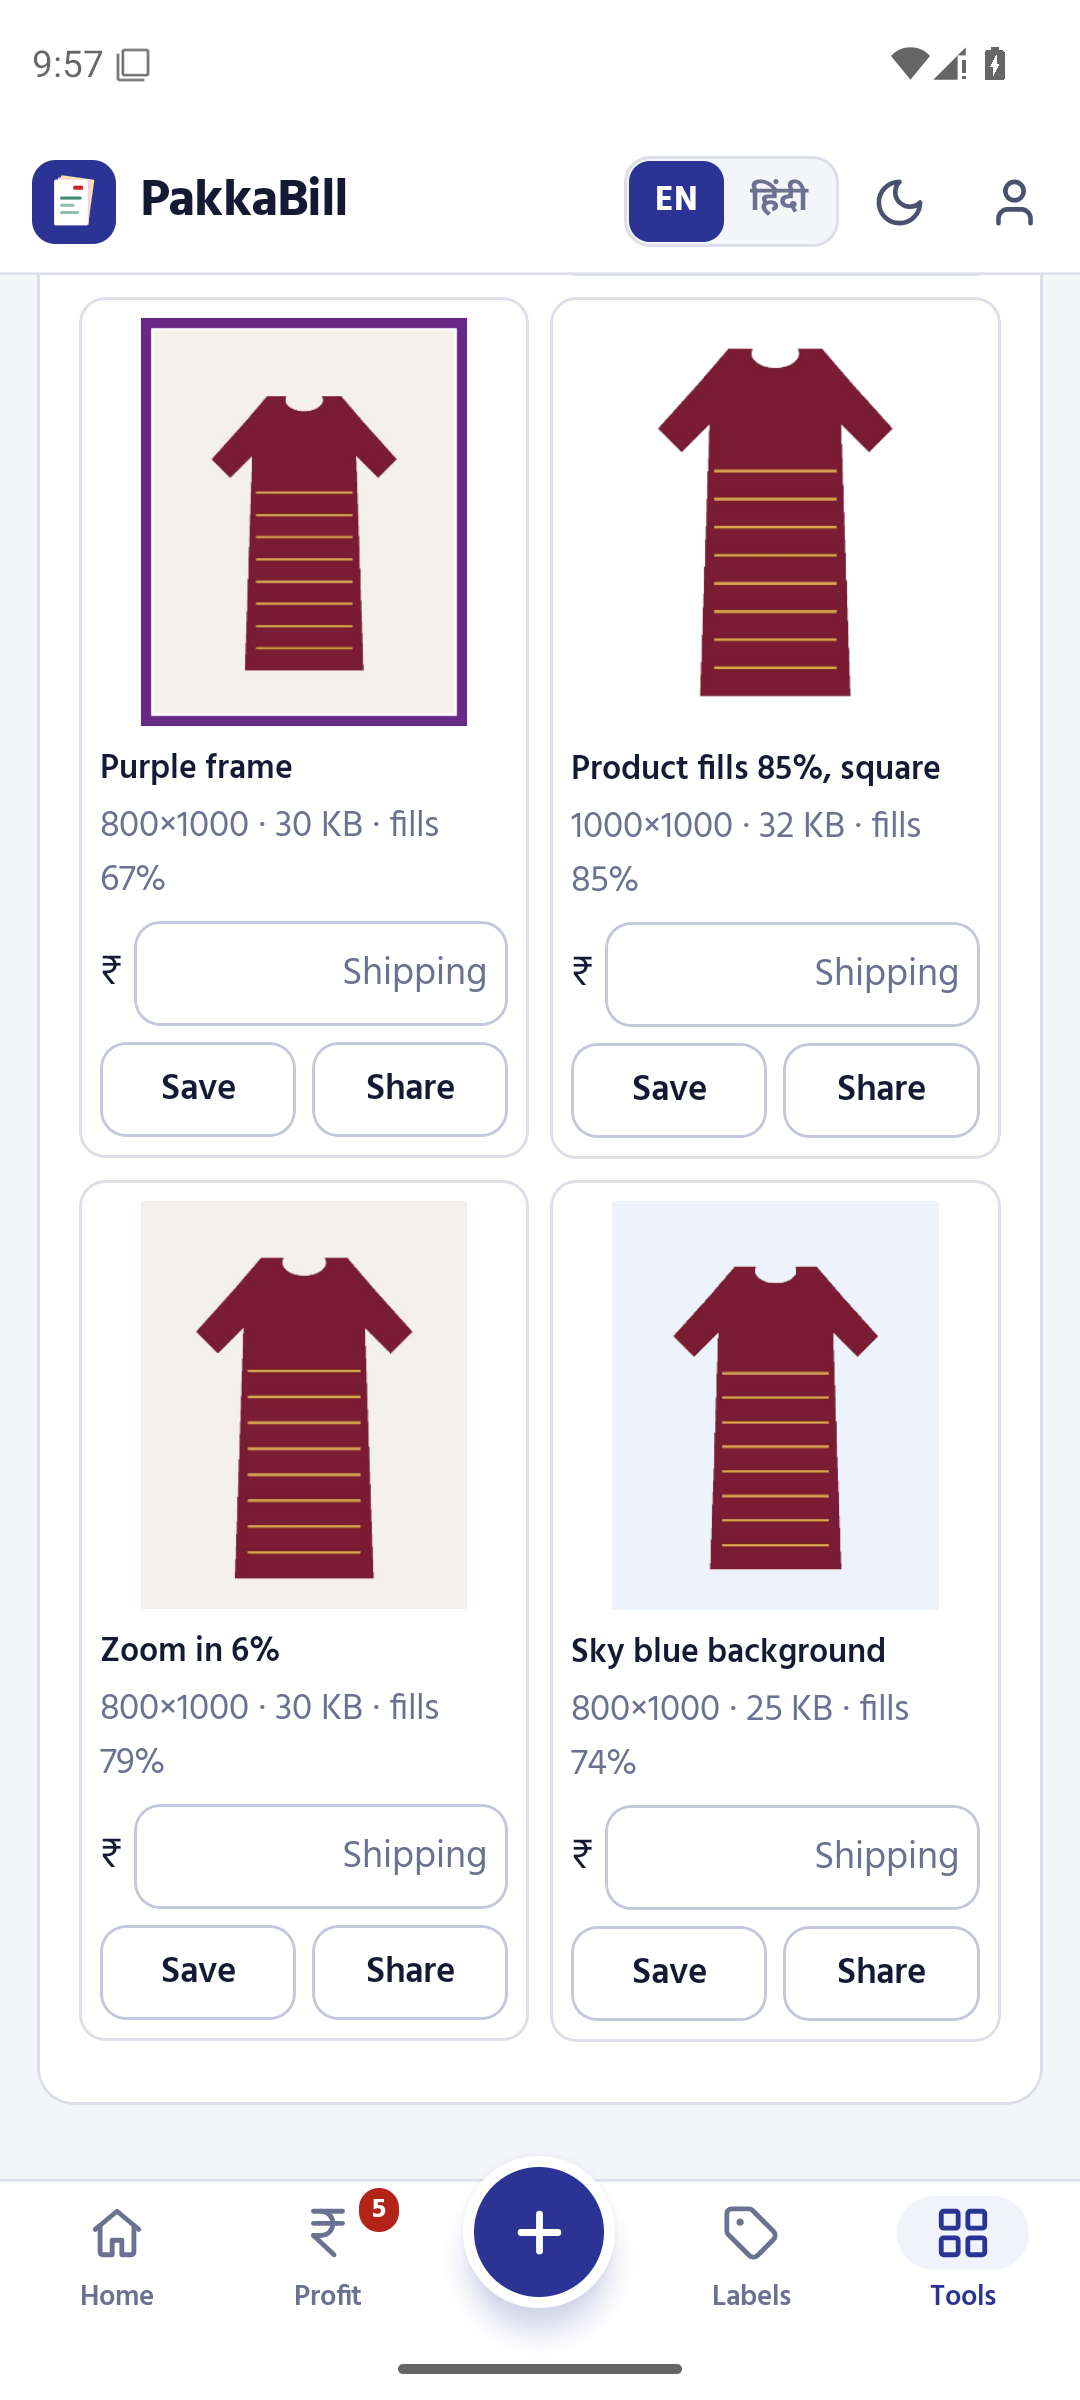 9:57
PakkaBill
EN
हिंदी
Purple frame
800×1000 · 30 KB · fills
67%
₹ Shipping
Save Share
Product fills 85%, square
1000×1000 · 32 KB · fills
85%
₹ Shipping
Save Share
Zoom in 6%
800×1000 · 30 KB · fills
79%
₹ Shipping
Save Share
Sky blue background
800×1000 · 25 KB · fills
74%
₹ Shipping
Save Share
5
Home
Profit
Labels
Tools